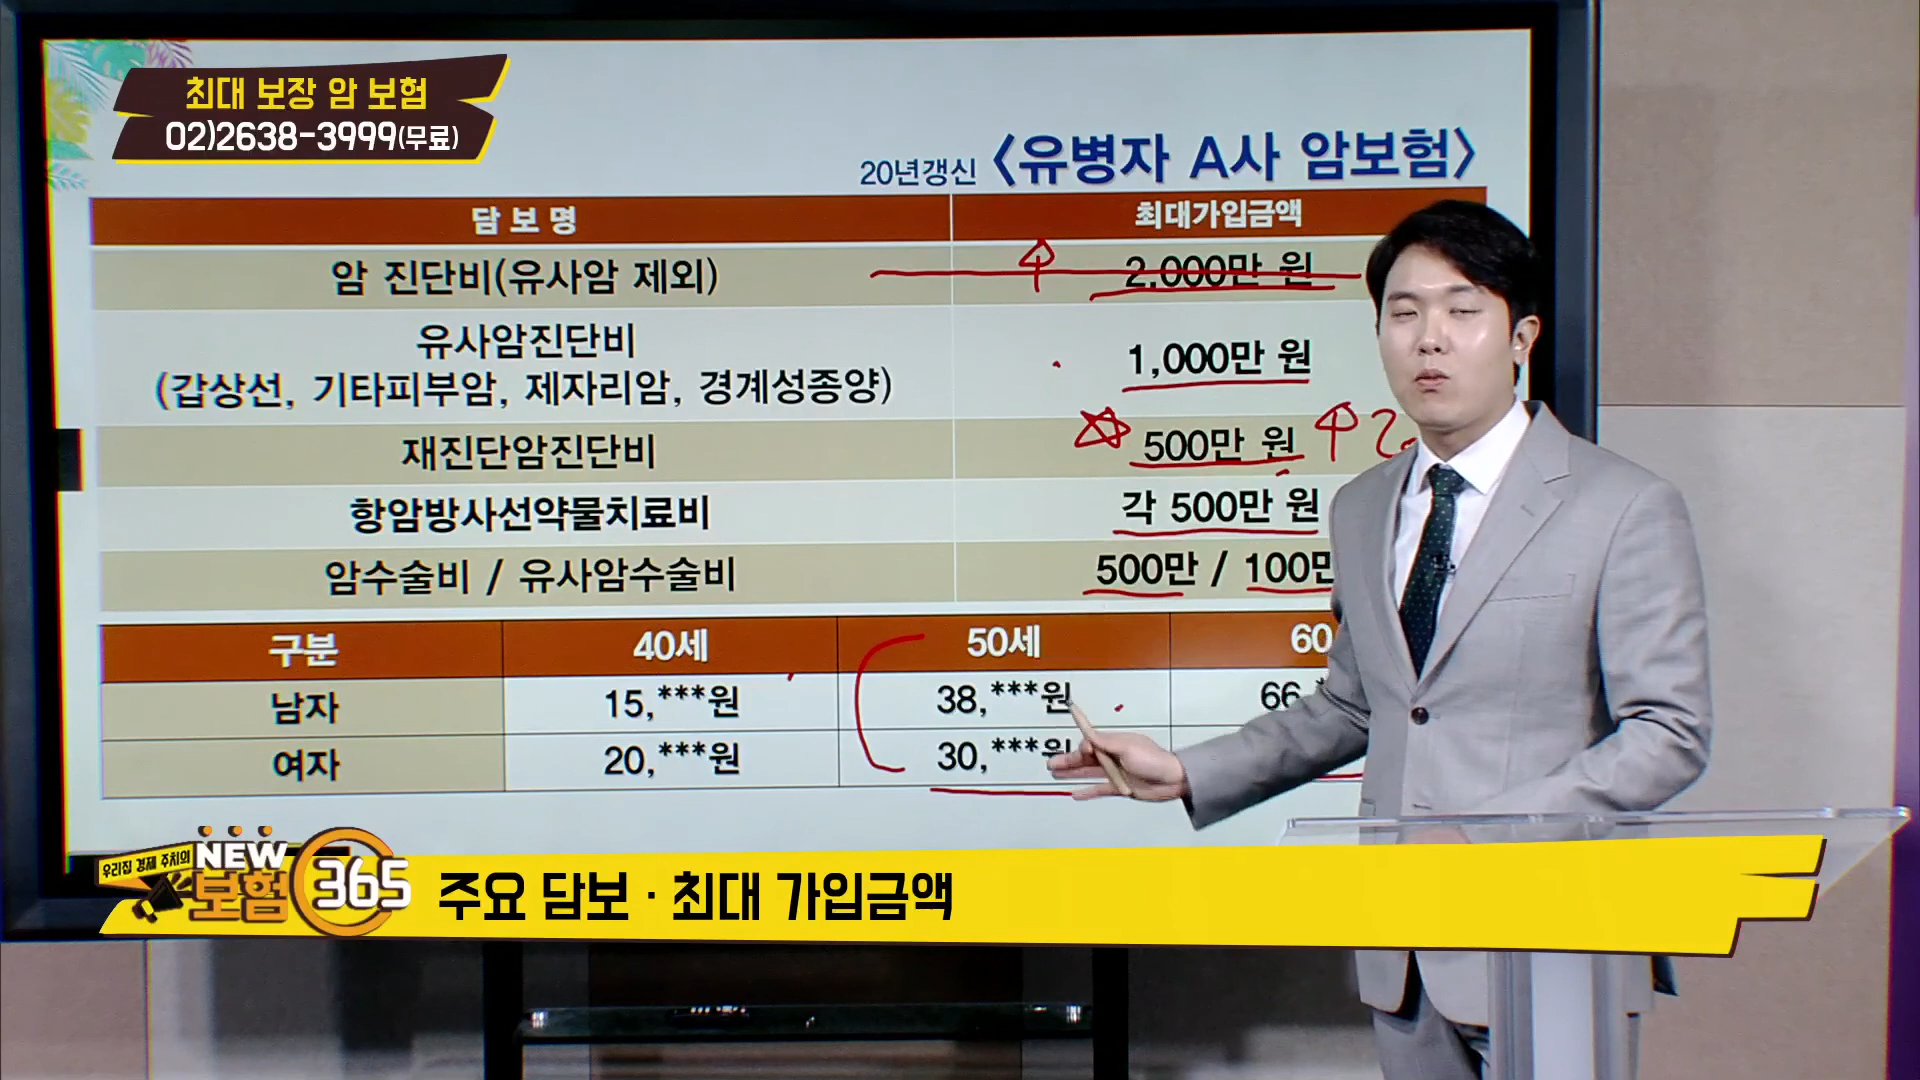 최대 보장 암 보험
02)2638-3999(무료)
20년갱신 <유병자 A사 암보험>
담 보 명 최대가입금액
암 진단비(유사암 제외) 2,000만 원
유사암진단비
(갑상선, 기타피부암, 제자리암, 경계성종양) 1,000만 원
재진단암진단비 500만 원
항암방사선약물치료비 각 500만 원
암수술비 / 유사암수술비 500만 / 100만
구분 40세 50세 60
남자 15,***원 38,***원 66,*
여자 20,***원 30,***원
우리집 경제 주치의
NEW
보험 365
주요 담보 · 최대 가입금액